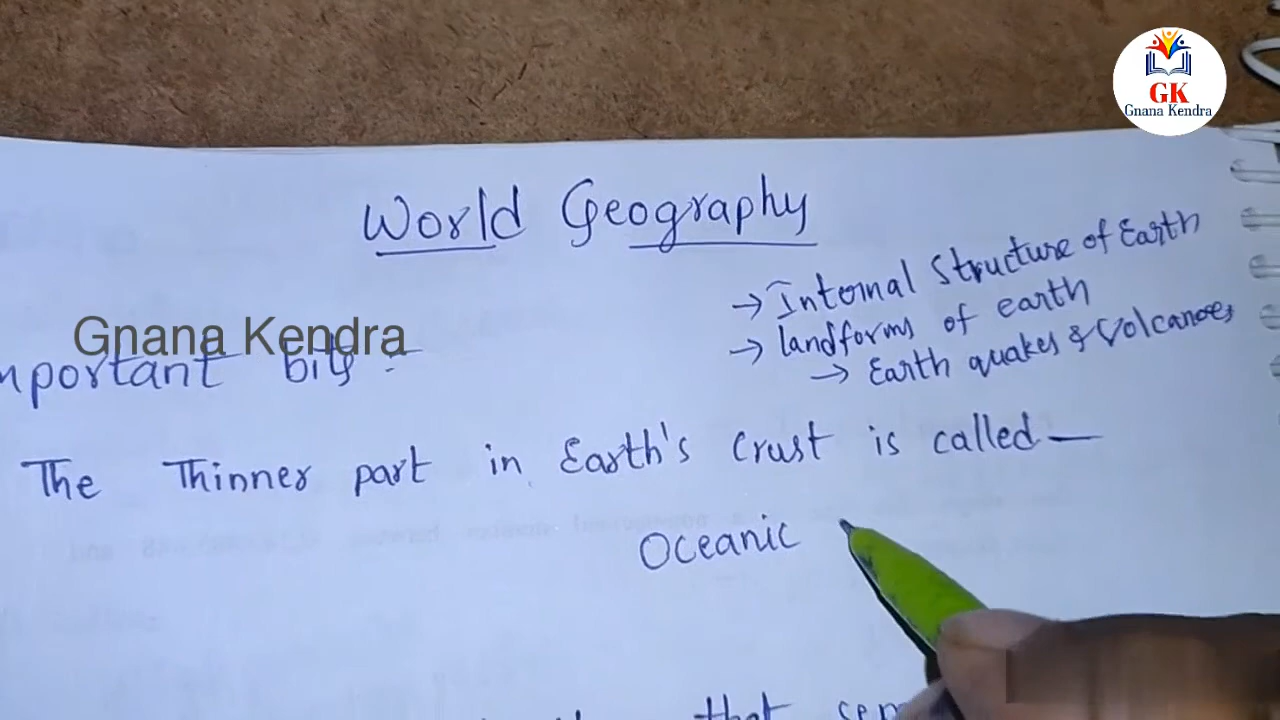 GK
Gnana Kendra
World Geography
→ Internal Structure of Earth
→ landforms of earth
→ Earth quakes & Volcanoes
Gnana Kendra
mportant bits :-
The Thinner part in Earth's Crust is called —
Oceanic
that